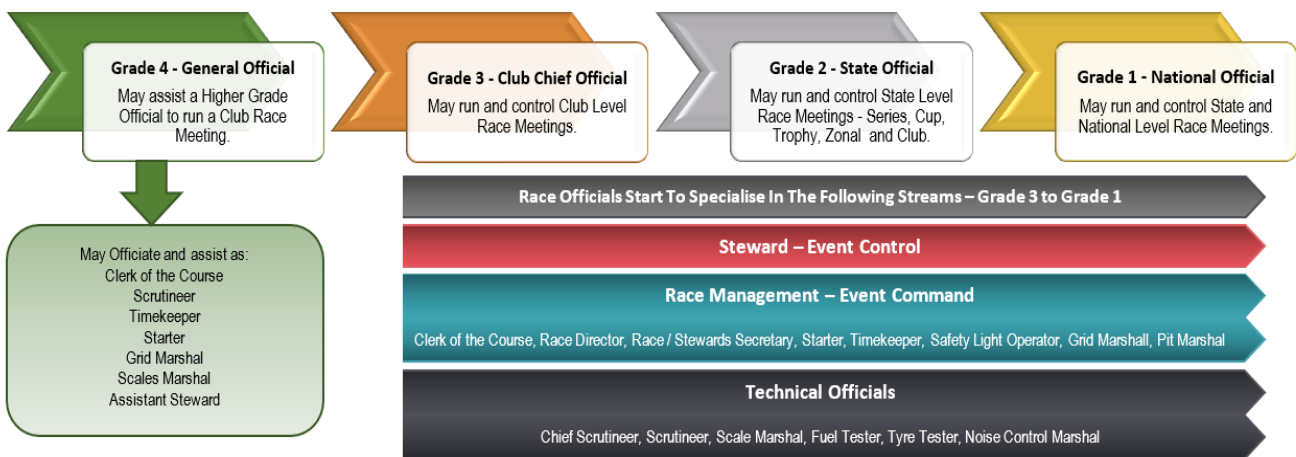 Grade 4 - General Official
May assist a Higher Grade
Official to run a Club Race
Meeting.
Grade 3 - Club Chief Official
May run and control Club Level
Race Meetings.
Grade 2 - State Official
May run and control State Level
Race Meetings - Series, Cup,
Trophy, Zonal and Club.
Grade 1 - National Official
May run and control State and
National Level Race Meetings.
May Officiate and assist as:
Clerk of the Course
Scrutineer
Timekeeper
Starter
Grid Marshal
Scales Marshal
Assistant Steward
Race Officials Start To Specialise In The Following Streams – Grade 3 to Grade 1
Steward – Event Control
Race Management – Event Command
Clerk of the Course, Race Director, Race / Stewards Secretary, Starter, Timekeeper, Safety Light Operator, Grid Marshall, Pit Marshal
Technical Officials
Chief Scrutineer, Scrutineer, Scale Marshal, Fuel Tester, Tyre Tester, Noise Control Marshal